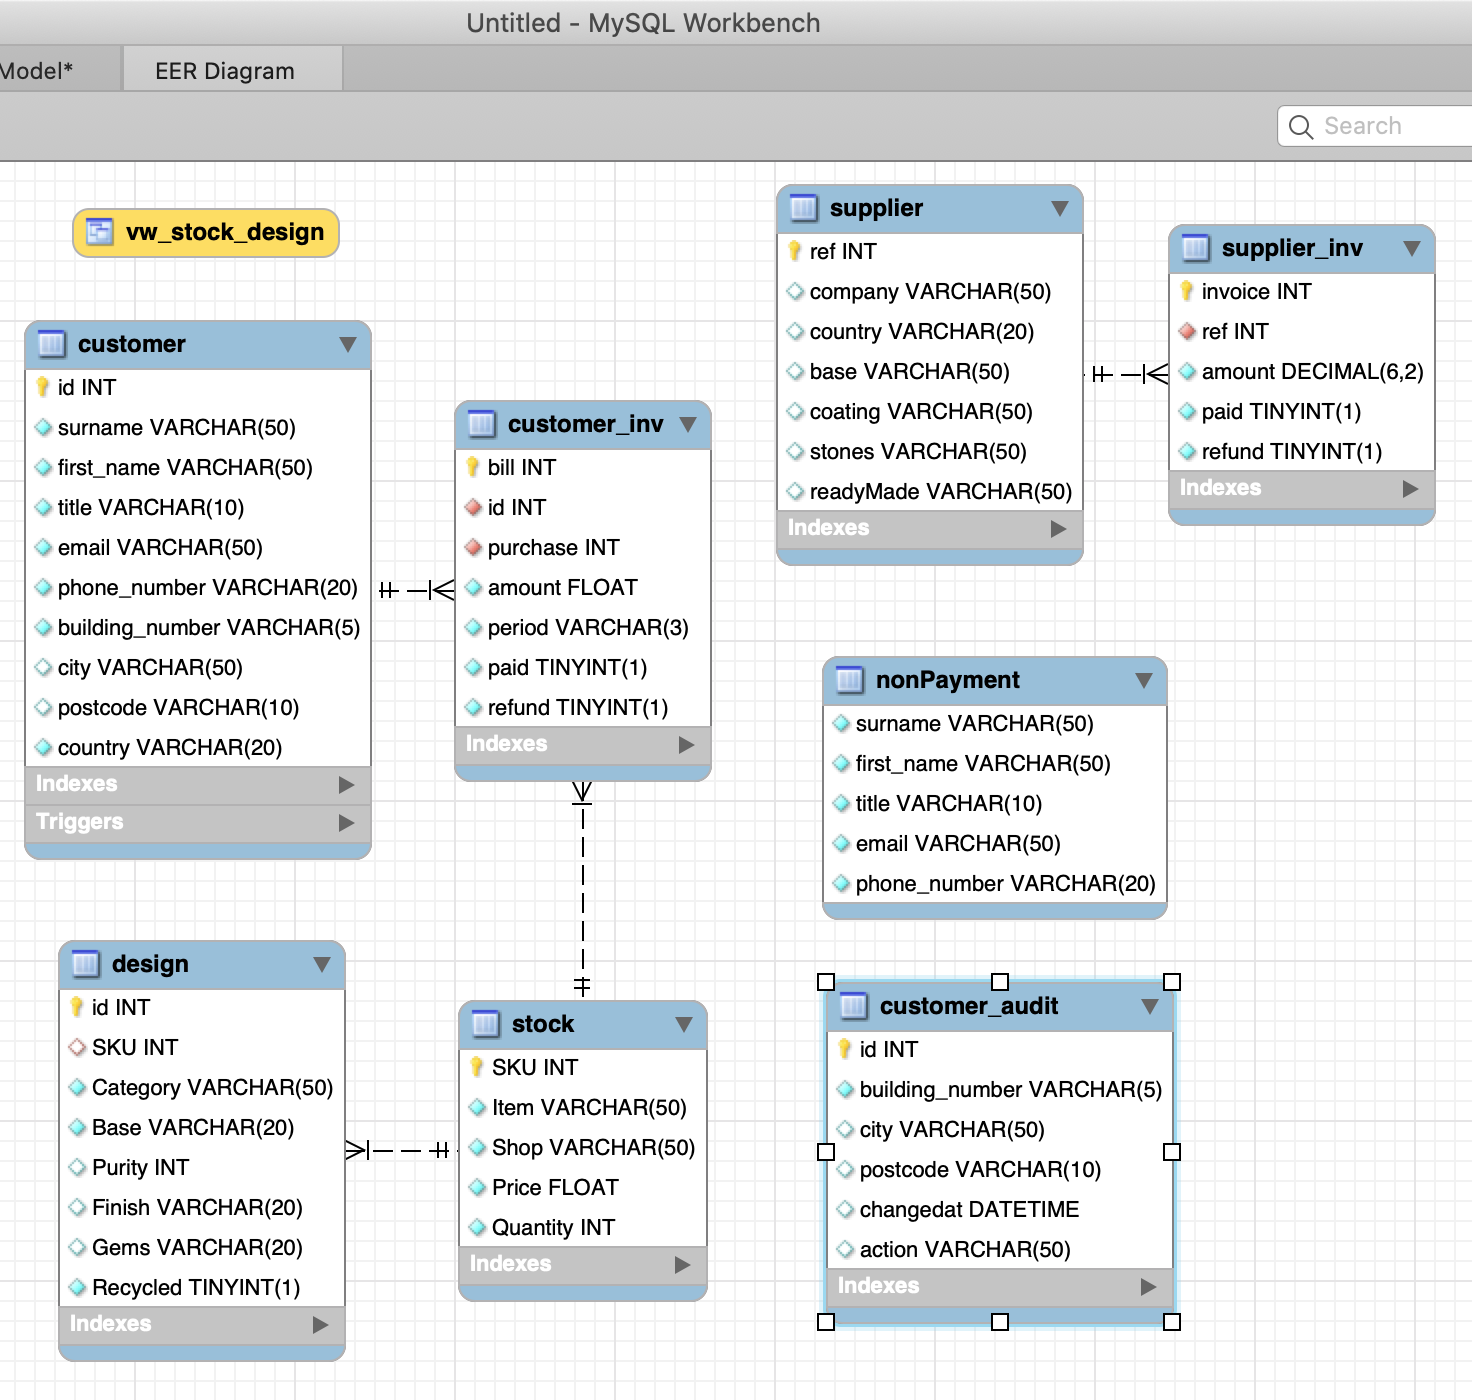 Untitled - MySQL Workbench
Model*
EER Diagram
Search
vw_stock_design
customer
id INT
surname VARCHAR(50)
first_name VARCHAR(50)
title VARCHAR(10)
email VARCHAR(50)
phone_number VARCHAR(20)
building_number VARCHAR(5)
city VARCHAR(50)
postcode VARCHAR(10)
country VARCHAR(20)
Indexes
Triggers
customer_inv
bill INT
id INT
purchase INT
amount FLOAT
period VARCHAR(3)
paid TINYINT(1)
refund TINYINT(1)
Indexes
supplier
ref INT
company VARCHAR(50)
country VARCHAR(20)
base VARCHAR(50)
coating VARCHAR(50)
stones VARCHAR(50)
readyMade VARCHAR(50)
Indexes
supplier_inv
invoice INT
ref INT
amount DECIMAL(6,2)
paid TINYINT(1)
refund TINYINT(1)
Indexes
nonPayment
surname VARCHAR(50)
first_name VARCHAR(50)
title VARCHAR(10)
email VARCHAR(50)
phone_number VARCHAR(20)
design
id INT
SKU INT
Category VARCHAR(50)
Base VARCHAR(20)
Purity INT
Finish VARCHAR(20)
Gems VARCHAR(20)
Recycled TINYINT(1)
Indexes
stock
SKU INT
Item VARCHAR(50)
Shop VARCHAR(50)
Price FLOAT
Quantity INT
Indexes
customer_audit
id INT
building_number VARCHAR(5)
city VARCHAR(50)
postcode VARCHAR(10)
changedat DATETIME
action VARCHAR(50)
Indexes